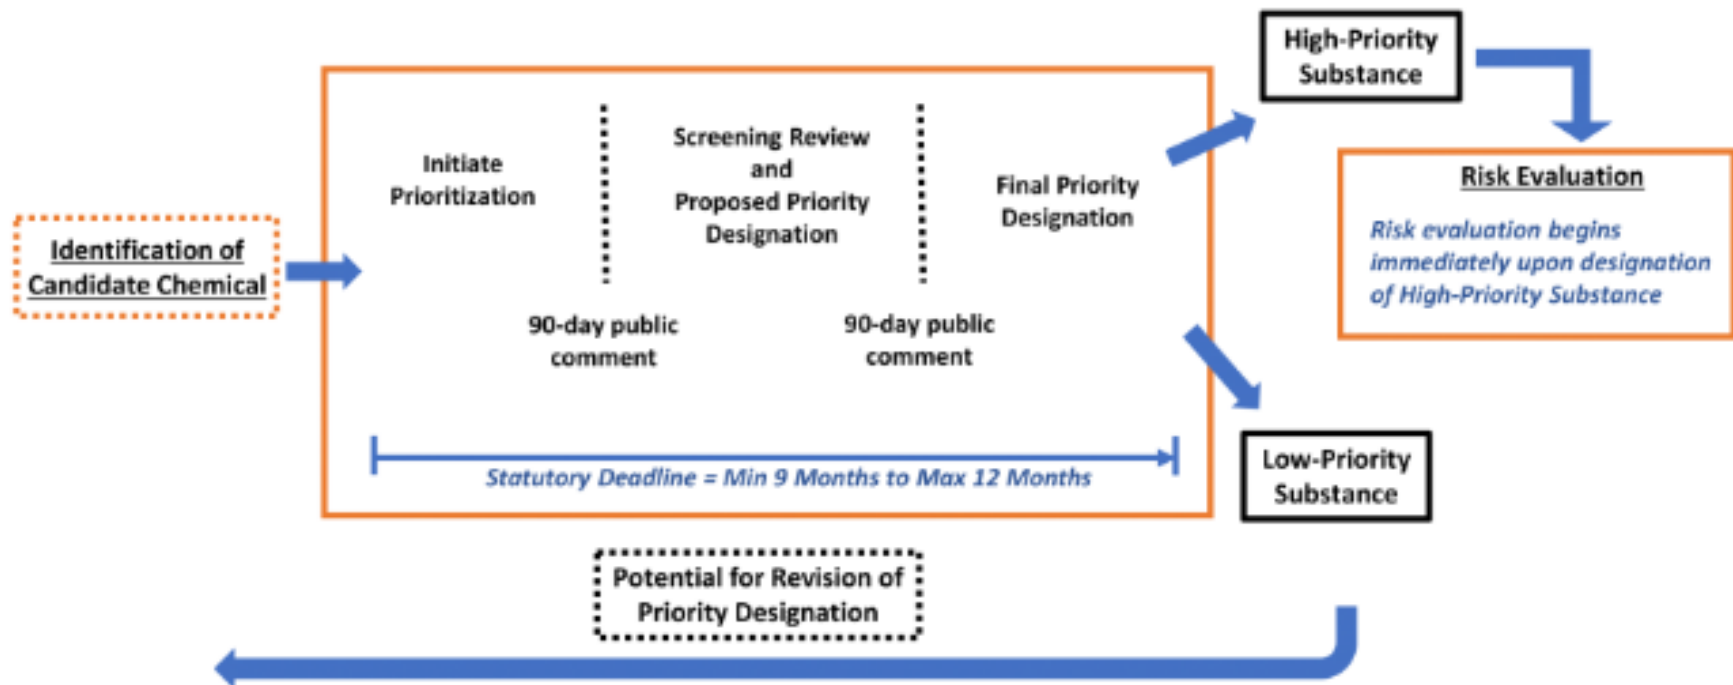 Identification of
Candidate Chemical
Initiate
Prioritization
90-day public
comment
Screening Review
and
Proposed Priority
Designation
90-day public
comment
Final Priority
Designation
Statutory Deadline = Min 9 Months to Max 12 Months
High-Priority
Substance
Risk Evaluation
Risk evaluation begins
immediately upon designation
of High-Priority Substance
Low-Priority
Substance
Potential for Revision of
Priority Designation